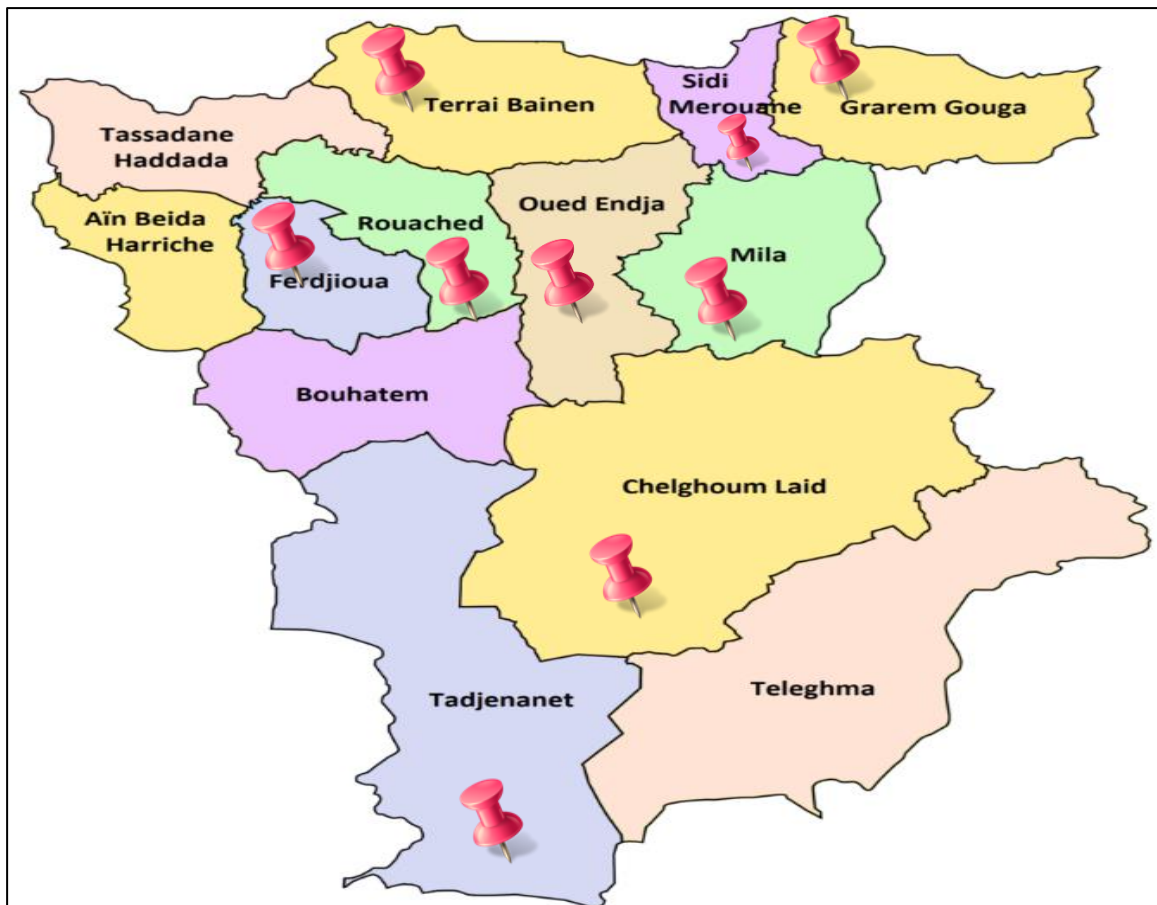 Sidi
Merouane
Terrai Bainen
Grarem Gouga
Tassadane
Haddada
Oued Endja
Aïn Beida
Harriche
Rouached
Mila
Ferdjioua
Bouhatem
Chelghoum Laid
Teleghma
Tadjenanet